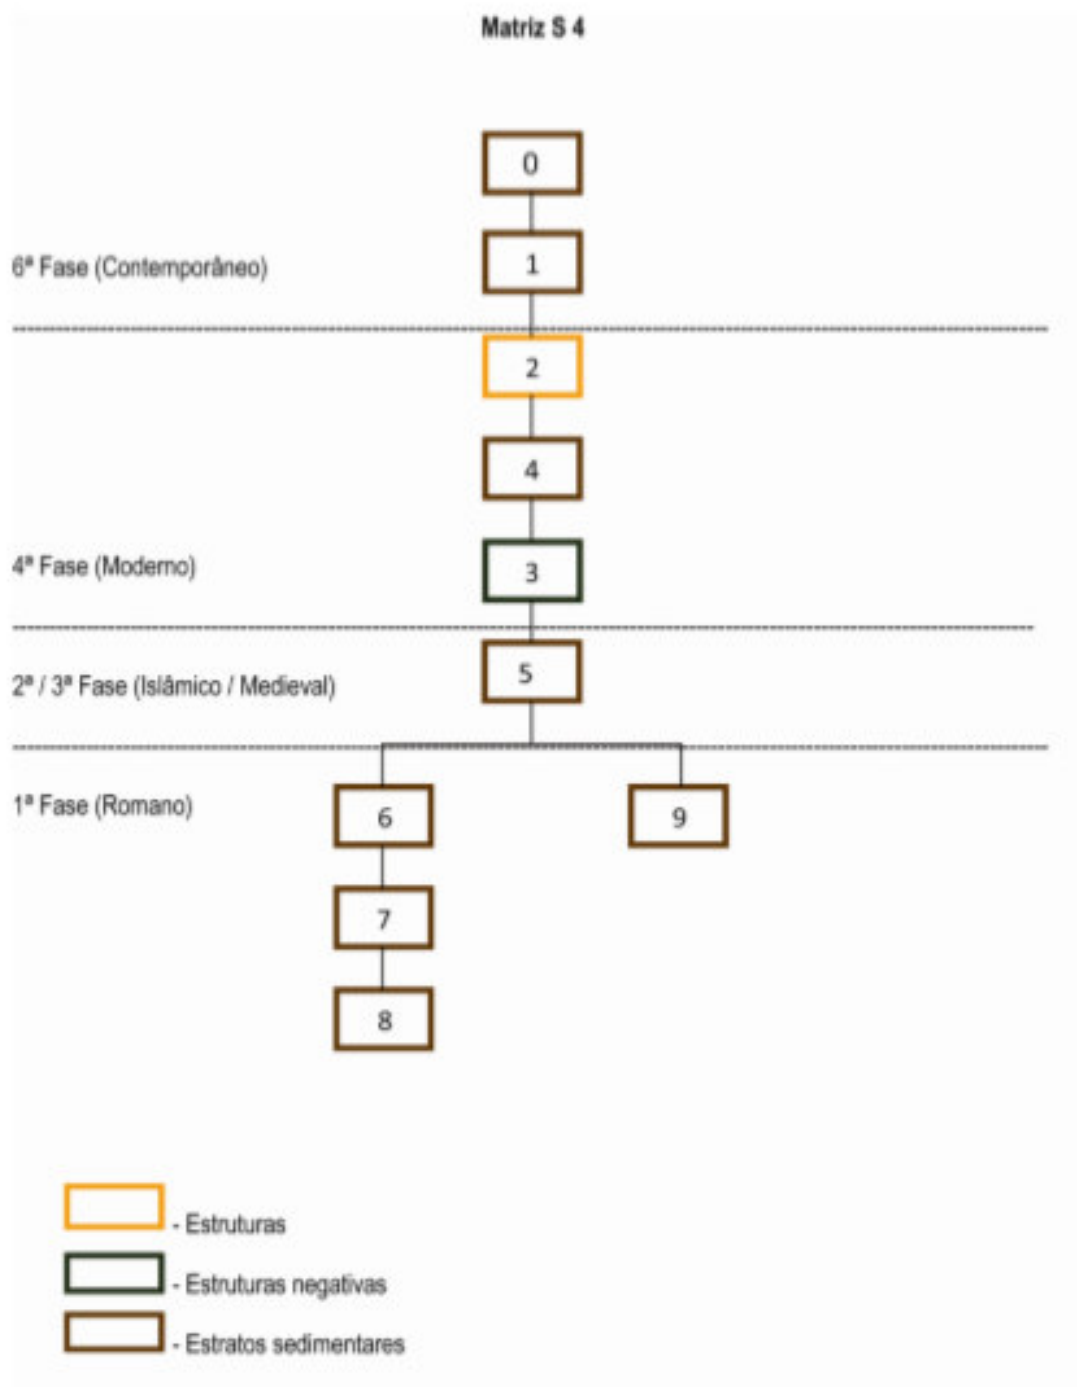 Matriz S 4
0
1
6ª Fase (Contemporâneo)
2
4
3
4ª Fase (Moderno)
5
2ª / 3ª Fase (Islâmico / Medieval)
1ª Fase (Romano)
6
9
7
8
- Estruturas
- Estruturas negativas
- Estratos sedimentares